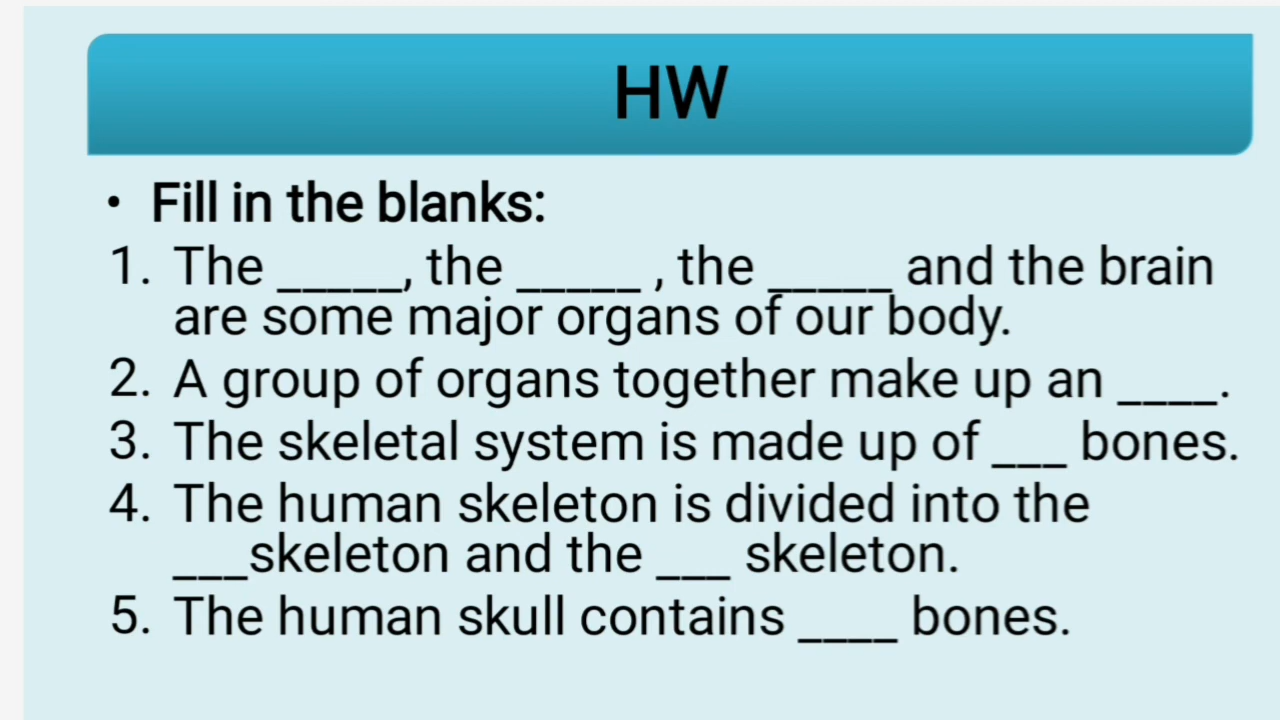 HW
• Fill in the blanks:
1. The _____, the _____ , the _____ and the brain
are some major organs of our body.
2. A group of organs together make up an ____.
3. The skeletal system is made up of ___ bones.
4. The human skeleton is divided into the
___skeleton and the ___ skeleton.
5. The human skull contains ____ bones.